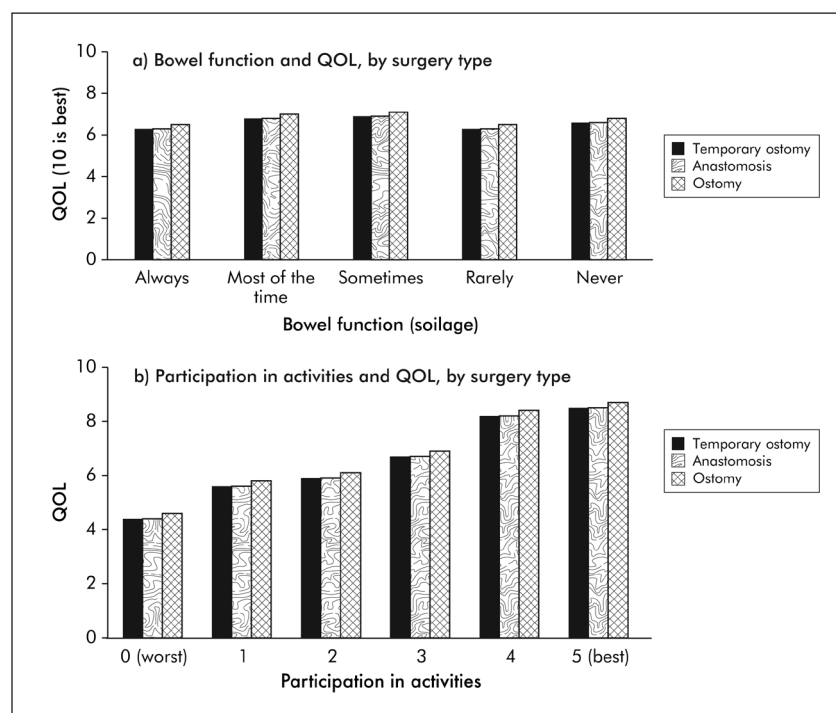 a) Bowel function and QOL, by surgery type
QOL (10 is best)
10
8
6
4
2
0
Always
Most of the
time
Sometimes
Rarely
Never
Bowel function (soilage)
Temporary ostomy
Anastomosis
Ostomy
b) Participation in activities and QOL, by surgery type
QOL
10
8
6
4
2
0
0 (worst)
1
2
3
4
5 (best)
Participation in activities
Temporary ostomy
Anastomosis
Ostomy